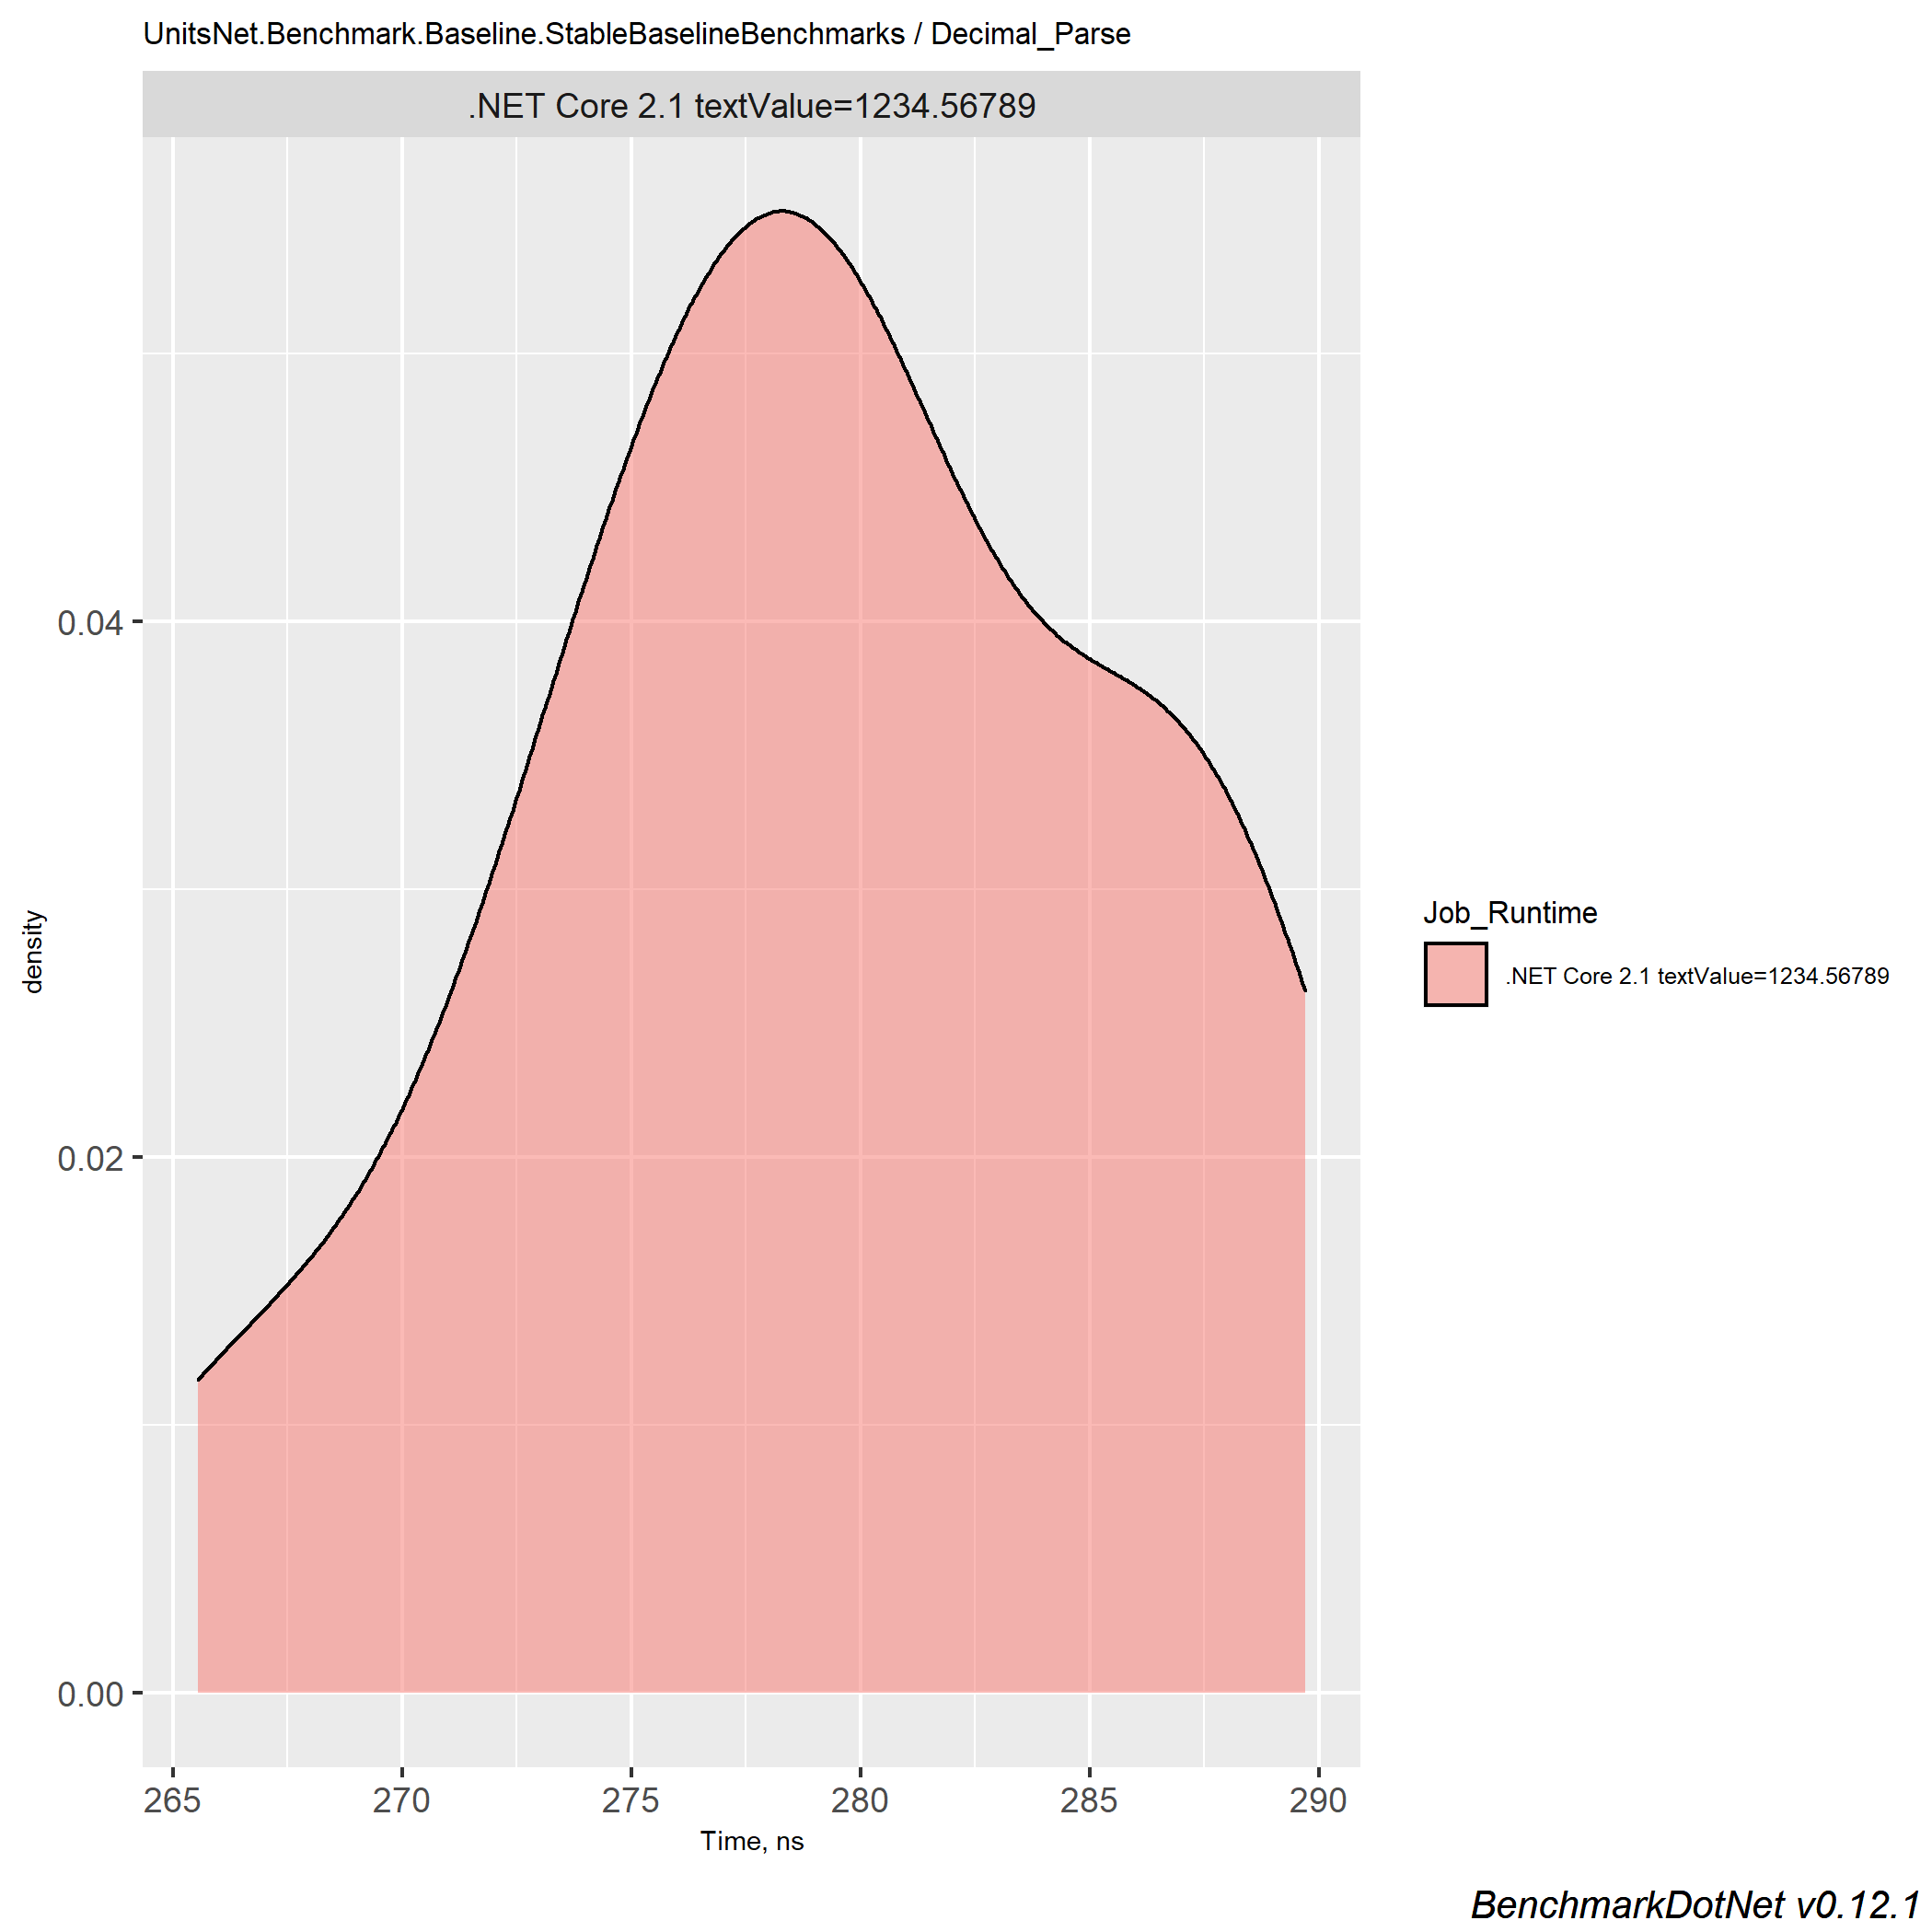 UnitsNet.Benchmark.Baseline.StableBaselineBenchmarks / Decimal_Parse
.NET Core 2.1 textValue=1234.56789
0.04
0.02
0.00
density
265 270 275 280 285 290
Time, ns
Job_Runtime
.NET Core 2.1 textValue=1234.56789
BenchmarkDotNet v0.12.1